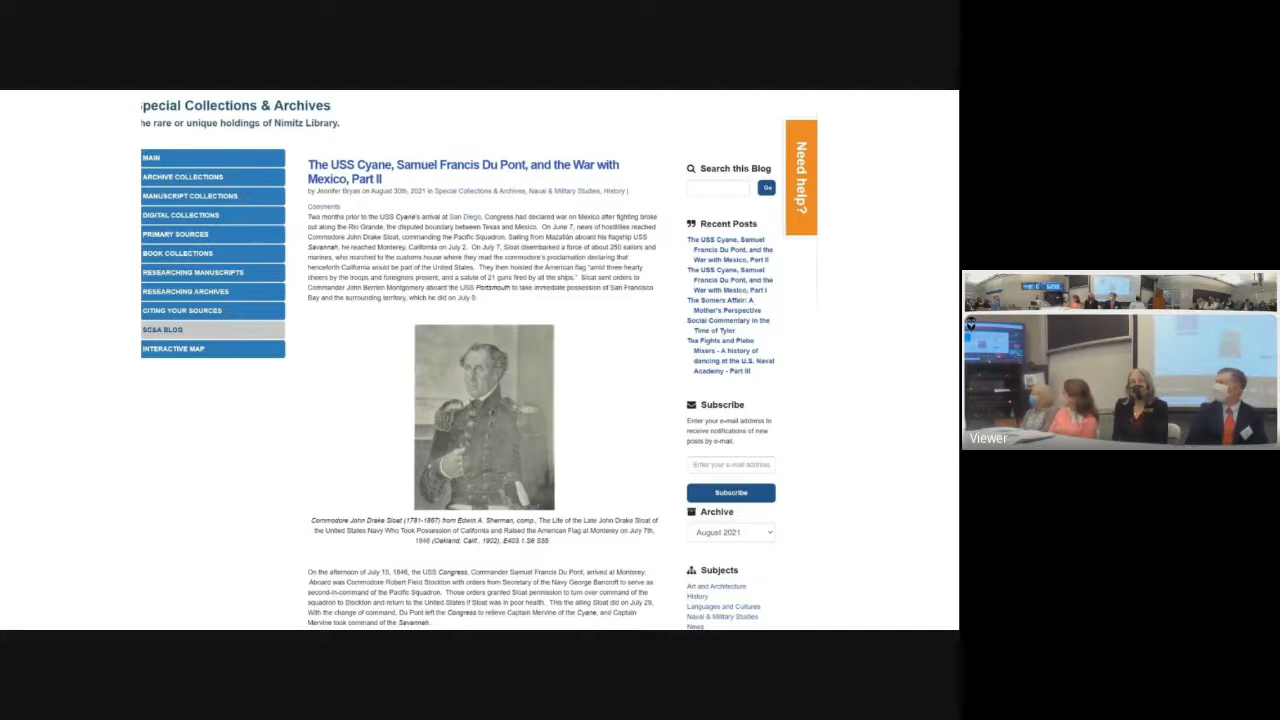 pecial Collections & Archives
he rare or unique holdings of Nimitz Library.
MAIN
ARCHIVE COLLECTIONS
MANUSCRIPT COLLECTIONS
DIGITAL COLLECTIONS
PRIMARY SOURCES
BOOK COLLECTIONS
RESEARCHING MANUSCRIPTS
RESEARCHING ARCHIVES
CITING YOUR SOURCES
SC&A BLOG
INTERACTIVE MAP
The USS Cyane, Samuel Francis Du Pont, and the War with
Mexico, Part II
by Jennifer Bryan on August 30th, 2021 in Special Collections & Archives, Naval & Military Studies, History |
Comments
Two months prior to the USS Cyane's arrival at San Diego, Congress had declared war on Mexico after fighting broke
out along the Rio Grande, the disputed boundary between Texas and Mexico. On June 7, news of hostilities reached
Commodore John Drake Sloat, commanding the Pacific Squadron. Sailing from Mazatlán aboard his flagship USS
Savannah, he reached Monterey, California on July 2. On July 7, Sloat disembarked a force of about 250 sailors and
marines, who marched to the customs house where they read the commodore's proclamation declaring that
henceforth California would be part of the United States. They then hoisted the American flag "amid three hearty
cheers by the troops and foreigners present, and a salute of 21 guns fired by all the ships." Sloat sent orders to
Commander John Berrien Montgomery aboard the USS Portsmouth to take immediate possession of San Francisco
Bay and the surrounding territory, which he did on July 9.
Commodore John Drake Sloat (1781-1867) from Edwin A. Sherman, comp., The Life of the Late John Drake Sloat of
the United States Navy Who Took Possession of California and Raised the American Flag at Monterey on July 7th,
1846 (Oakland, Calif., 1902), E403.1.S6 S55.
On the afternoon of July 15, 1846, the USS Congress, Commander Samuel Francis Du Pont, arrived at Monterey.
Aboard was Commodore Robert Field Stockton with orders from Secretary of the Navy George Bancroft to serve as
second-in-command of the Pacific Squadron. Those orders granted Sloat permission to turn over command of the
squadron to Stockton and return to the United States if Sloat was in poor health. This the ailing Sloat did on July 29.
With the change of command, Du Pont left the Congress to relieve Captain Mervine of the Cyane, and Captain
Mervine took command of the Savannah.
Search this Blog
Go
Recent Posts
The USS Cyane, Samuel
Francis Du Pont, and the
War with Mexico, Part II
The USS Cyane, Samuel
Francis Du Pont, and the
War with Mexico, Part I
The Somers Affair: A
Mother's Perspective
Social Commentary in the
Time of Tyler
Tea Fights and Plebe
Mixers - A history of
dancing at the U.S. Naval
Academy - Part III
Subscribe
Enter your e-mail address to
receive notifications of new
posts by e-mail.
Enter your e-mail address
Subscribe
Archive
August 2021
Subjects
Art and Architecture
History
Languages and Cultures
Naval & Military Studies
News
Need help?
Viewer